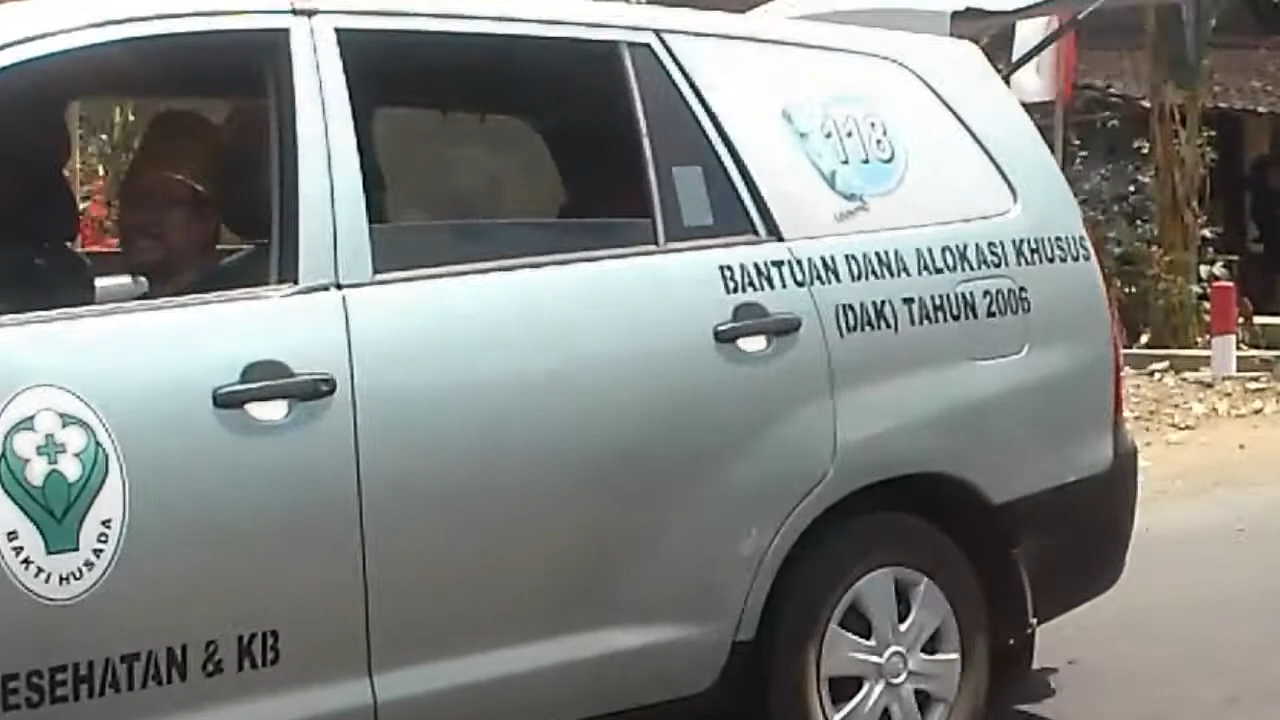 118
BANTUAN DANA ALOKASI KHUSUS
(DAK) TAHUN 2006
BAKTI HUSADA
ESEHATAN & KB